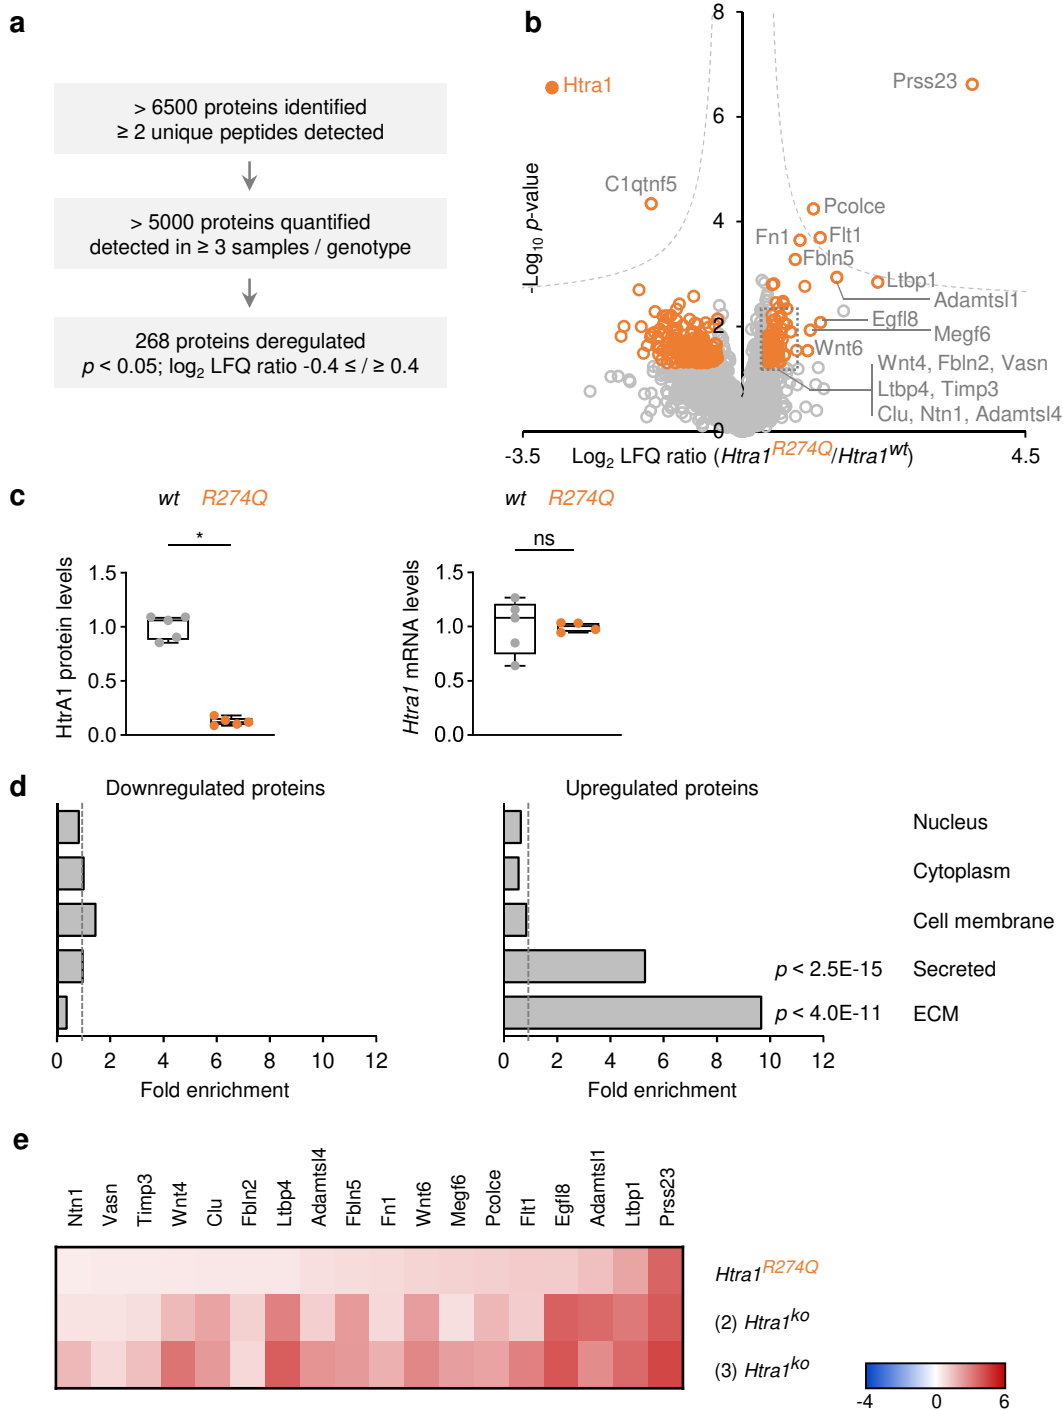 a
> 6500 proteins identified
≥ 2 unique peptides detected
> 5000 proteins quantified
detected in ≥ 3 samples / genotype
268 proteins deregulated
p < 0.05; log2 LFQ ratio -0.4 ≤ / ≥ 0.4
b
8
6
4
2
0
-Log10 p-value
Htra1
Prss23
C1qtnf5
Pcolce
Fn1
Flt1
Fbln5
Ltbp1
Adamtsl1
Egfl8
Megf6
Wnt6
Wnt4, Fbln2, Vasn
Ltbp4, Timp3
Clu, Ntn1, Adamtsl4
-3.5
Log2 LFQ ratio (Htra1R274Q/Htra1wt)
4.5
c
wt R274Q
*
HtrA1 protein levels
1.5
1.0
0.5
0.0
wt R274Q
ns
Htra1 mRNA levels
1.5
1.0
0.5
0.0
d
Downregulated proteins
0 2 4 6 8 10 12
Fold enrichment
Upregulated proteins
Nucleus
Cytoplasm
Cell membrane
p < 2.5E-15 Secreted
p < 4.0E-11 ECM
0 2 4 6 8 10 12
Fold enrichment
e
Ntn1
Vasn
Timp3
Wnt4
Clu
Fbln2
Ltbp4
Adamtsl4
Fbln5
Fn1
Wnt6
Megf6
Pcolce
Flt1
Egfl8
Adamtsl1
Ltbp1
Prss23
Htra1R274Q
(2) Htra1ko
(3) Htra1ko
-4 0 6